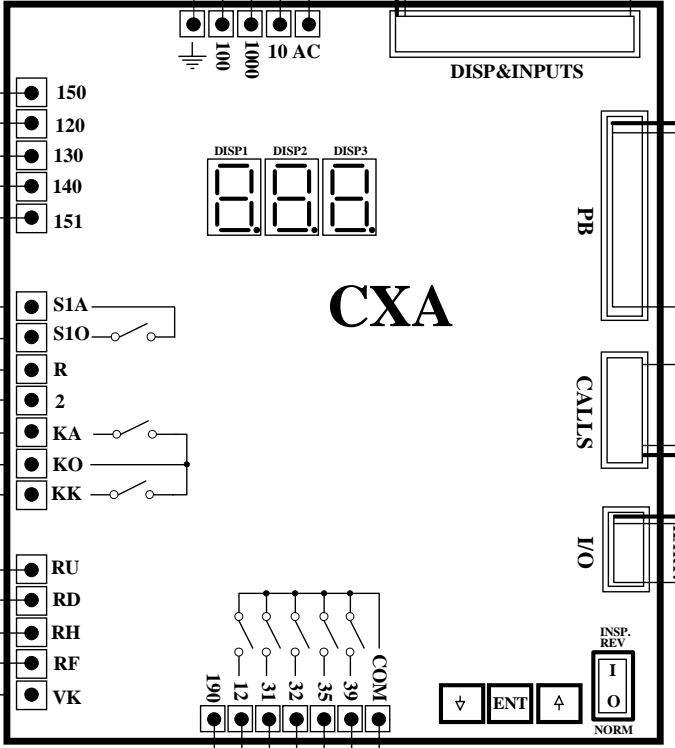 100
1000
10 AC
DISP&INPUTS
150
120
130
140
151
DISP1 DISP2 DISP3
PB
CXA
S1A
S1O
R
2
KA
KO
KK
CALLS
I/O
RU
RD
RH
RF
VK
190
12
31
32
35
39
COM
ENT
INSP.
REV
I
O
NORM